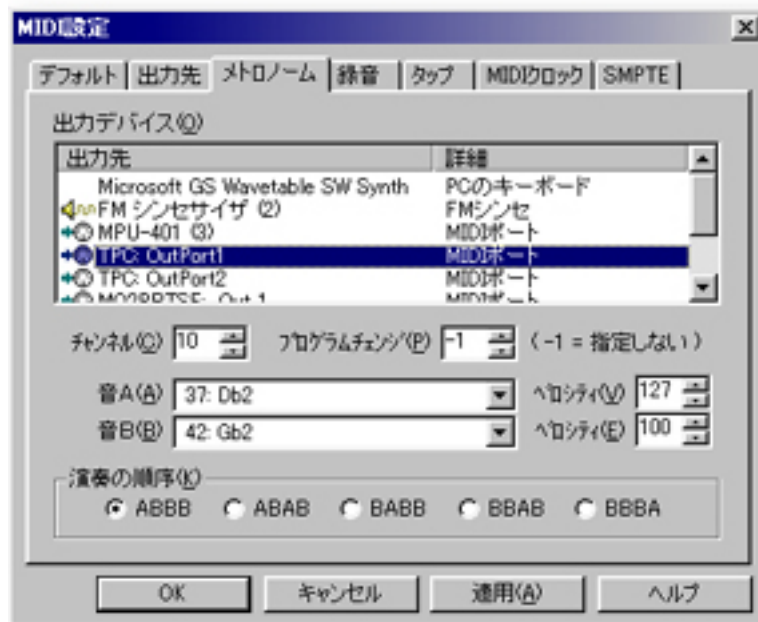 MIDI設定
デフォルト 出力先 メトロノーム 録音 タップ MIDIクロック SMPTE
出力デバイス(O)
出力先 詳細
Microsoft GS Wavetable SW Synth PCのキーボード
FM シンセサイザ (2) FMシンセ
MPU-401 (3) MIDIポート
TPC: OutPort1 MIDIポート
TPC: OutPort2 MIDIポート
MIDIポート
チャンネル(C) 10 プログラムチェンジ(P) -1 (-1 = 指定しない)
音A(A) 37: Db2 ベロシティ(V) 127
音B(B) 42: Gb2 ベロシティ(E) 100
演奏の順序(K)
ABBB ABAB BABB BBAB BBBA
OK キャンセル 適用(A) ヘルプ